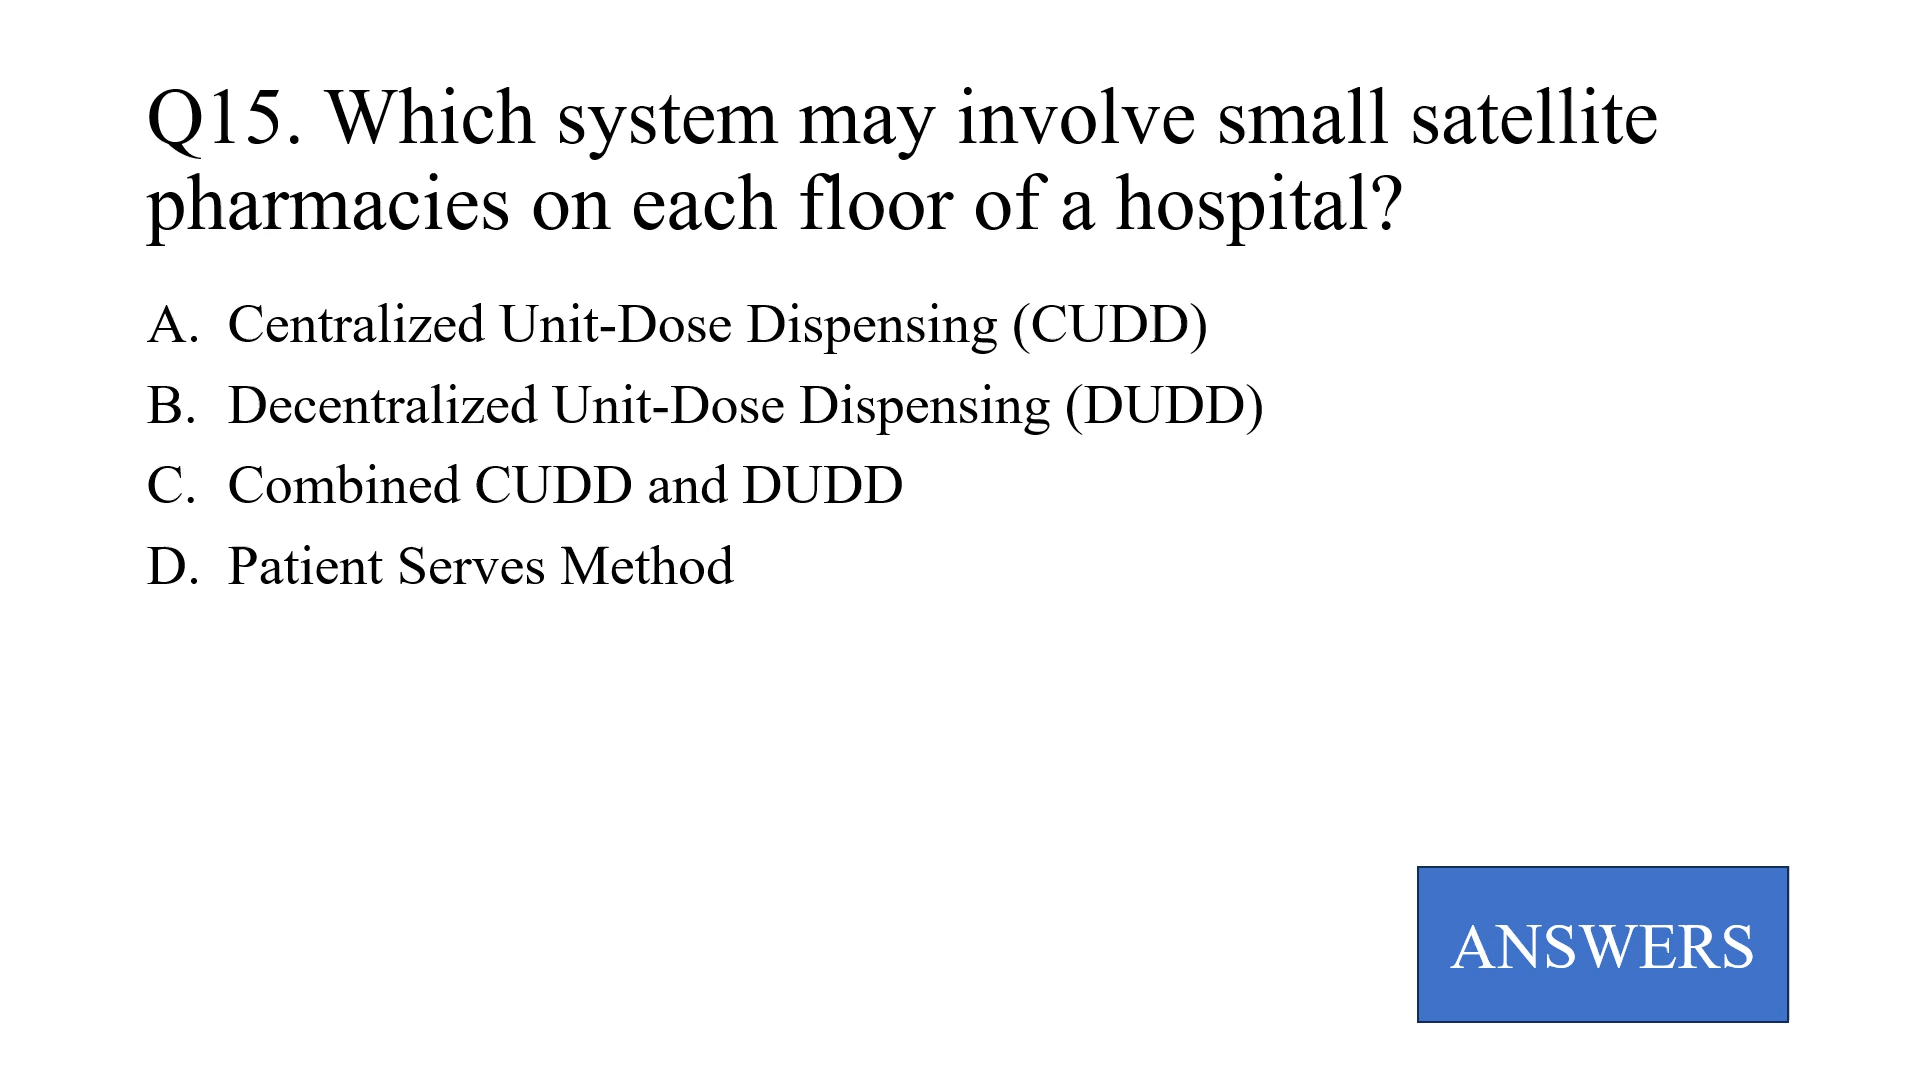 Q15. Which system may involve small satellite
pharmacies on each floor of a hospital?
A. Centralized Unit-Dose Dispensing (CUDD)
B. Decentralized Unit-Dose Dispensing (DUDD)
C. Combined CUDD and DUDD
D. Patient Serves Method
ANSWERS